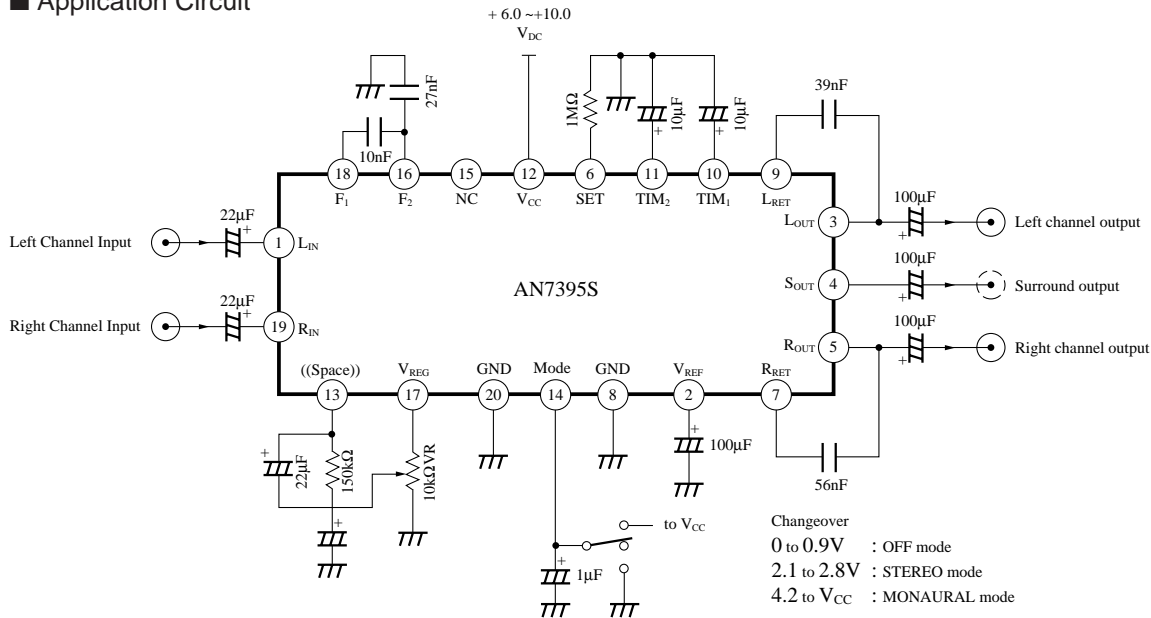 ■ Application Circuit
+ 6.0 ~+10.0
VDC
27nF
10nF
1MΩ
10µF
10µF
39nF
18
16
15
12
6
11
10
9
F1
F2
NC
VCC
SET
TIM2
TIM1
LRET
22µF
+
Left Channel Input
1
LIN
LOUT
3
100µF
+
Left channel output
AN7395S
SOUT
4
100µF
+
Surround output
22µF
+
Right Channel Input
19
RIN
ROUT
5
100µF
+
Right channel output
((Space))
VREG
GND
Mode
GND
VREF
RRET
13
17
20
14
8
2
7
+
22µF
150kΩ
10kΩ VR
+
+
100µF
56nF
to VCC
+
1µF
Changeover
0 to 0.9V : OFF mode
2.1 to 2.8V : STEREO mode
4.2 to VCC : MONAURAL mode